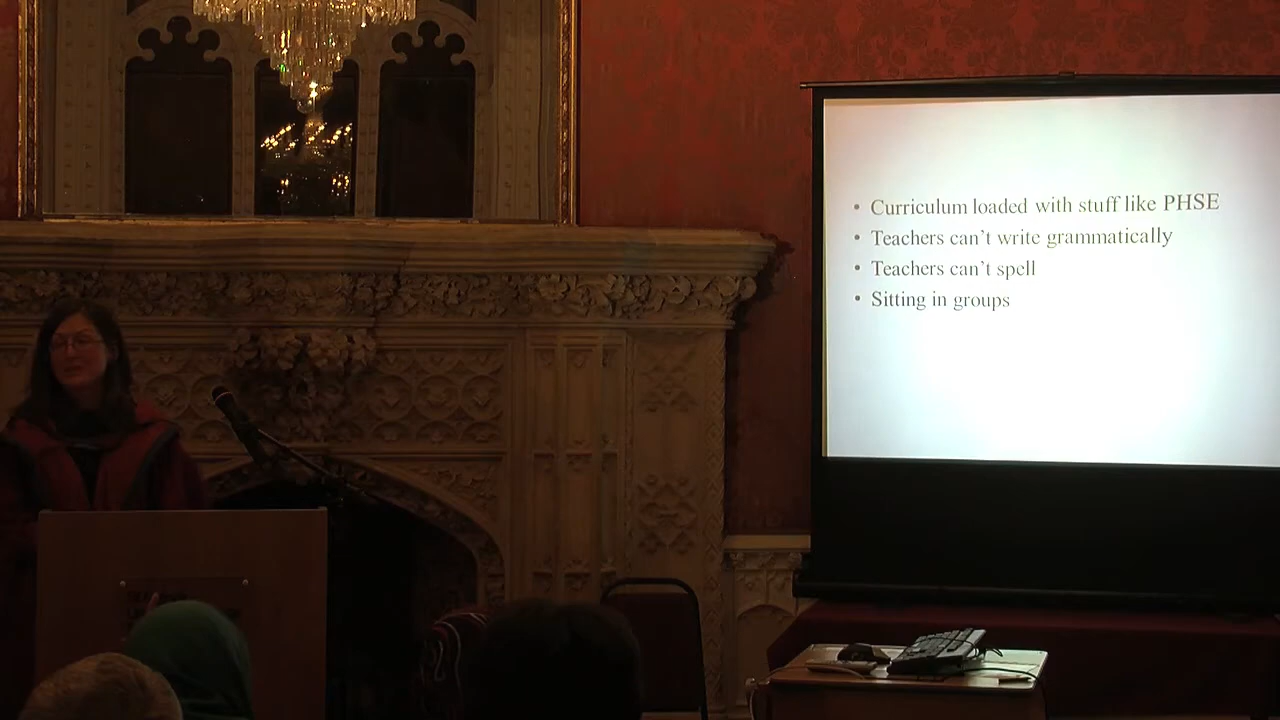 • Curriculum loaded with stuff like PHSE
• Teachers can't write grammatically
• Teachers can't spell
• Sitting in groups